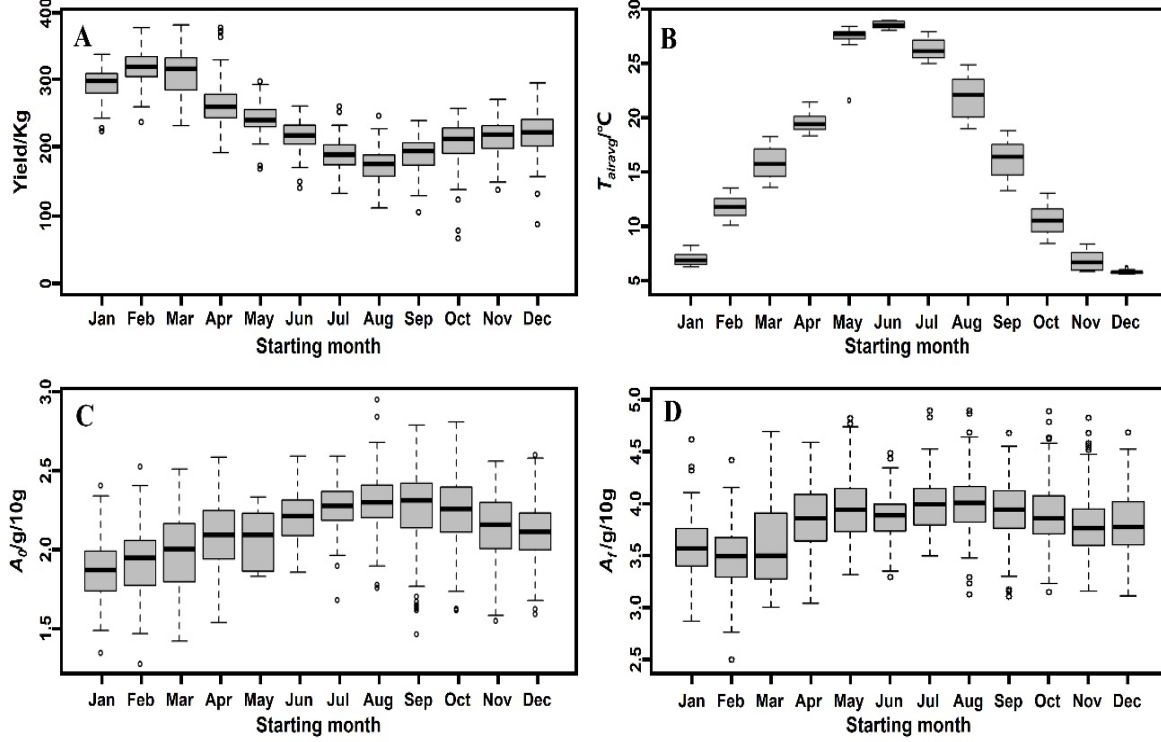 A
Yield/Kg
400
300
200
100
0
Jan Feb Mar Apr May Jun Jul Aug Sep Oct Nov Dec
Starting month
B
T_airavg/°C
30
25
20
15
10
5
Jan Feb Mar Apr May Jun Jul Aug Sep Oct Nov Dec
Starting month
C
A_0/g/10g
3.0
2.5
2.0
1.5
Jan Feb Mar Apr May Jun Jul Aug Sep Oct Nov Dec
Starting month
D
A_f/g/10g
5.0
4.5
4.0
3.5
3.0
2.5
Jan Feb Mar Apr May Jun Jul Aug Sep Oct Nov Dec
Starting month